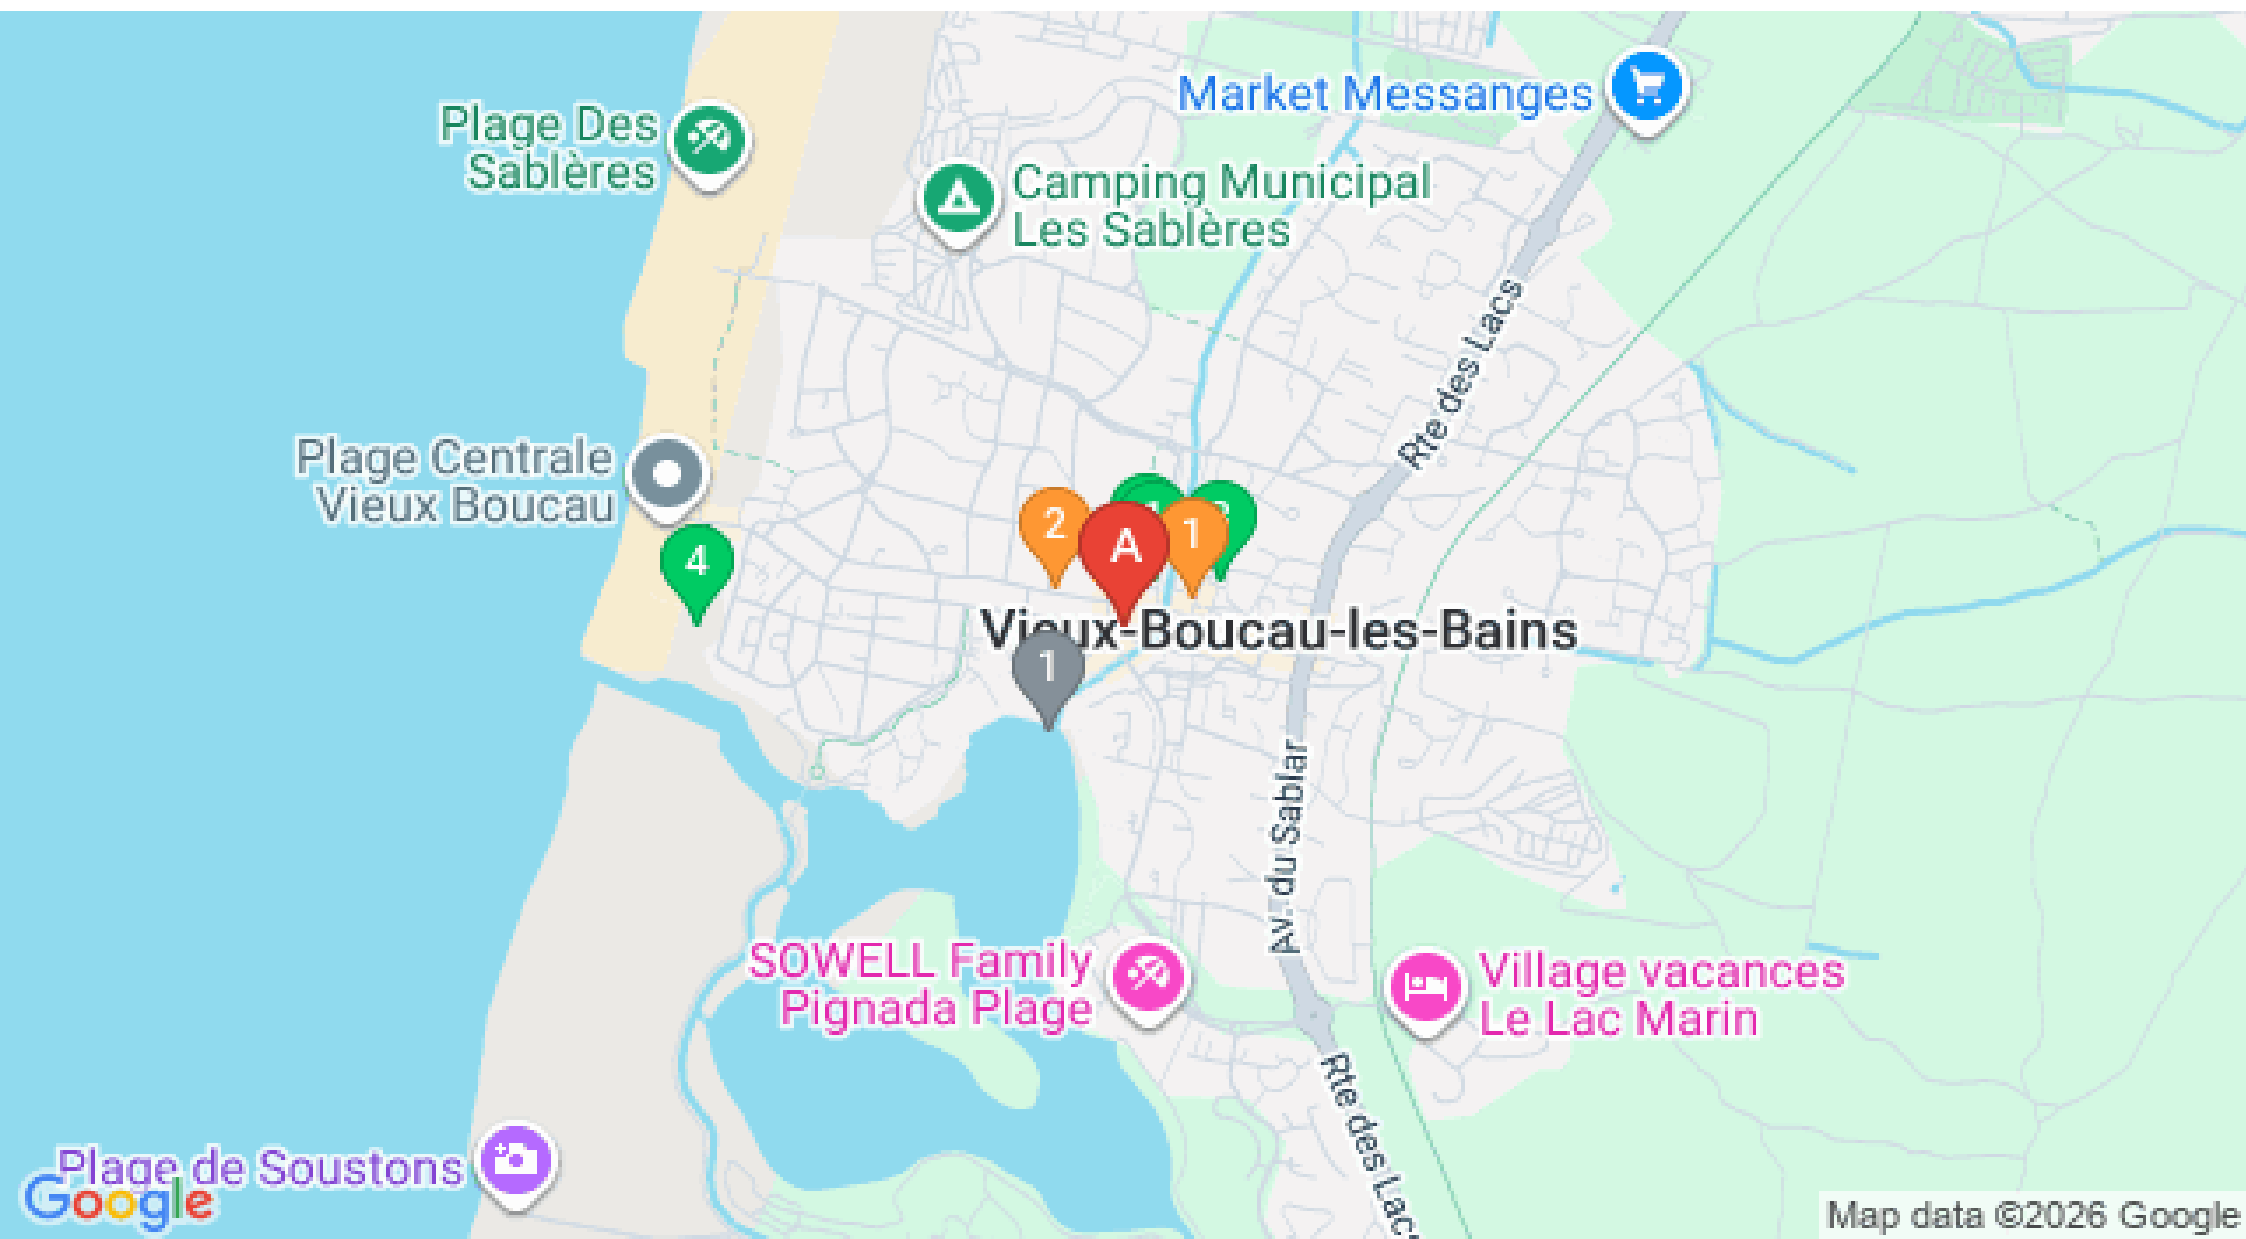 Market Messanges
Plage Des
Sablères
Camping Municipal
Les Sablères
Rte des Lacs
Plage Centrale
Vieux Boucau
2
A
1
4
Vieux-Boucau-les-Bains
1
Av. du Sablar
SOWELL Family
Pignada Plage
Village vacances
Le Lac Marin
Rte des Lacs
Plage de Soustons
Google
Map data ©2026 Google